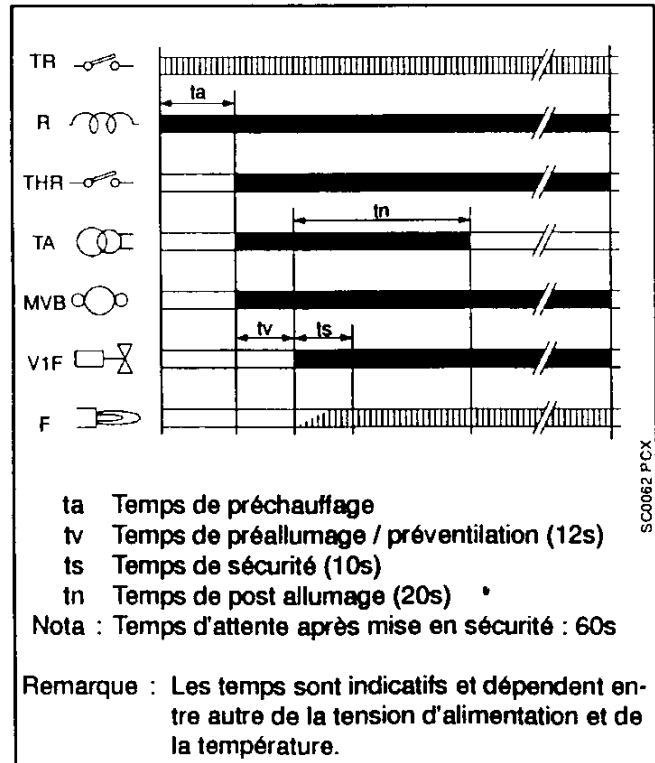 TR
ta
R
THR
tn
TA
MVB
tv
ts
V1F
F
SC0062 PCX
ta Temps de préchauffage
tv Temps de préallumage / préventilation (12s)
ts Temps de sécurité (10s)
tn Temps de post allumage (20s)
Nota : Temps d'attente après mise en sécurité : 60s
Remarque : Les temps sont indicatifs et dépendent en-
tre autre de la tension d'alimentation et de
la température.